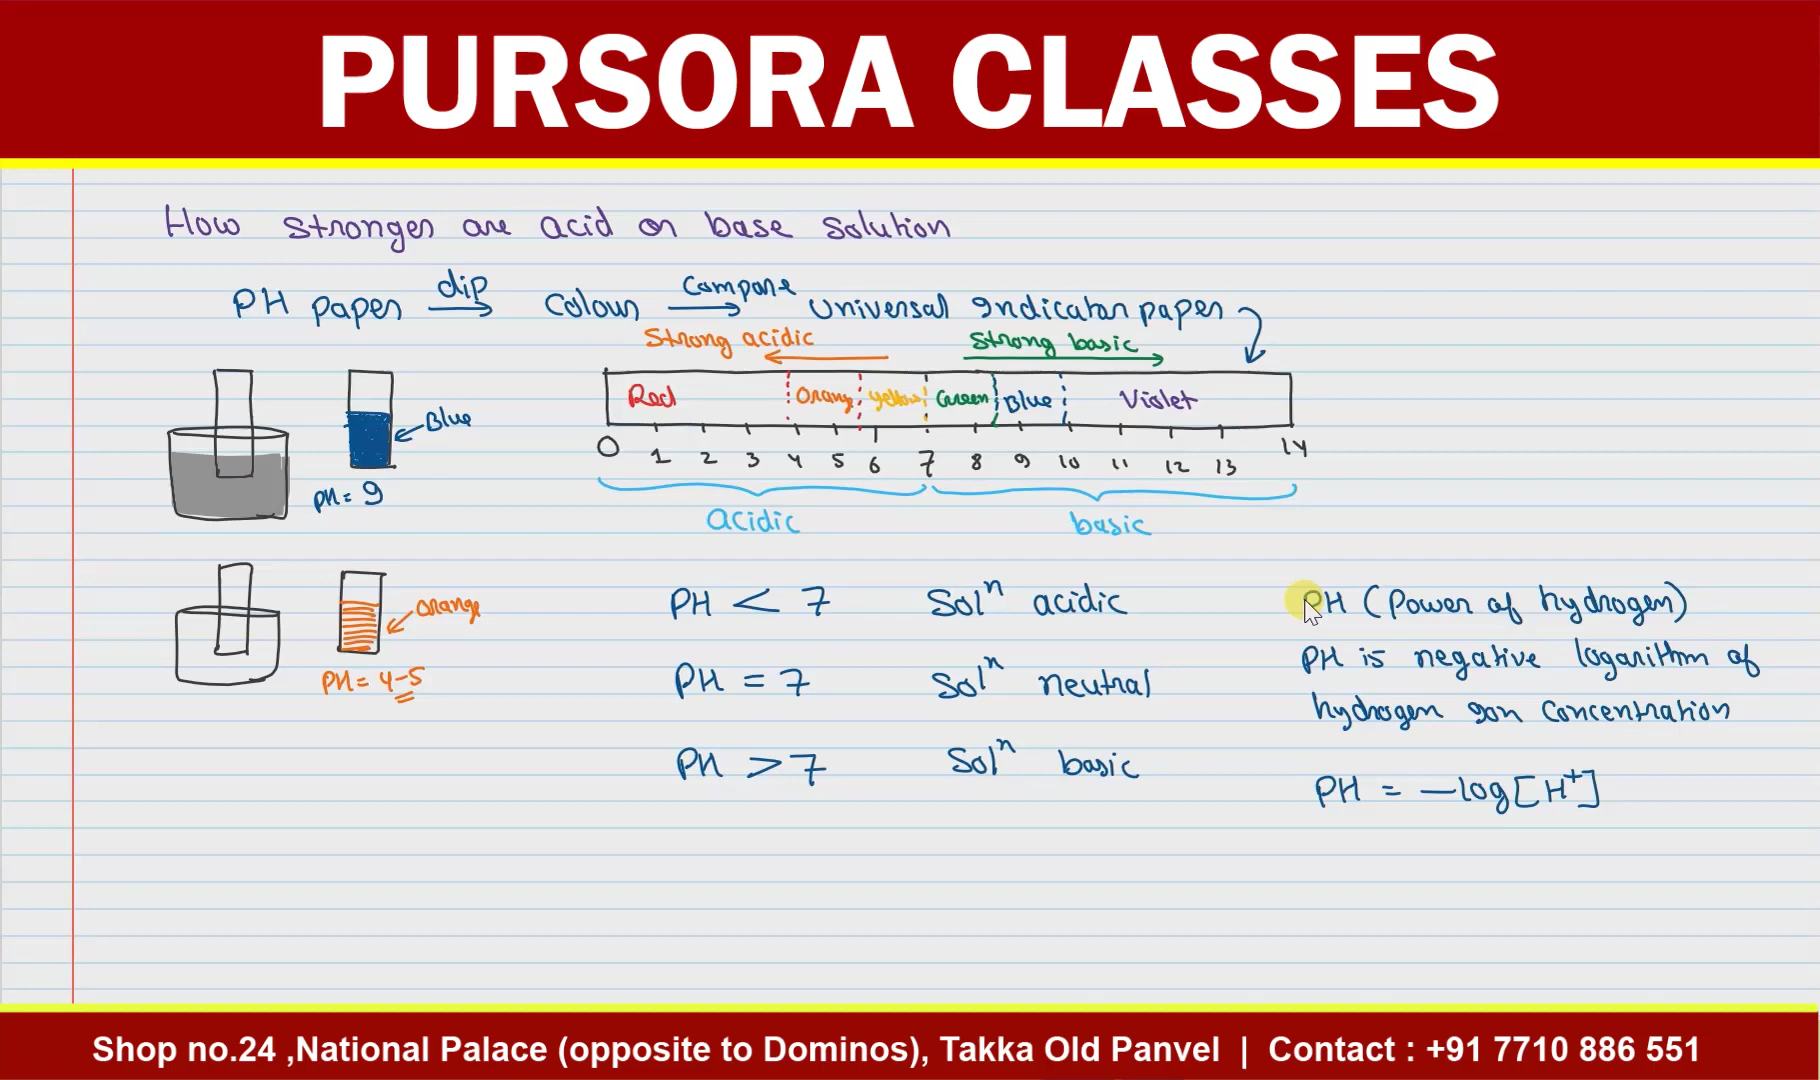 PURSORA CLASSES
How stronger are acid or base solution
PH paper dip Colour Compare Universal Indicator paper
Strong acidic Strong basic
Red Orange yellow Green Blue Violet
0 1 2 3 4 5 6 7 8 9 10 11 12 13 14
acidic basic
Blue
PH = 9
Orange
PH = 4-5
PH < 7 Solⁿ acidic
PH = 7 Solⁿ neutral
PH > 7 Solⁿ basic
PH (Power of hydrogen)
PH is negative logarithm of
hydrogen ion concentration
PH = —log[H⁺]
Shop no.24 ,National Palace (opposite to Dominos), Takka Old Panvel | Contact : +91 7710 886 551